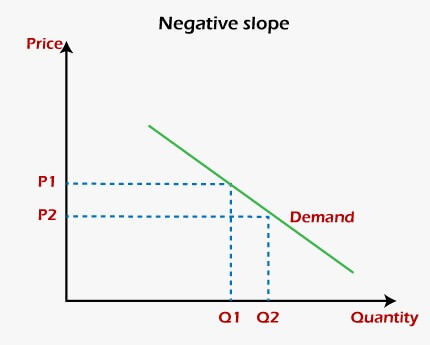 Negative slope
Price
P1
P2
Demand
Q1 Q2 Quantity